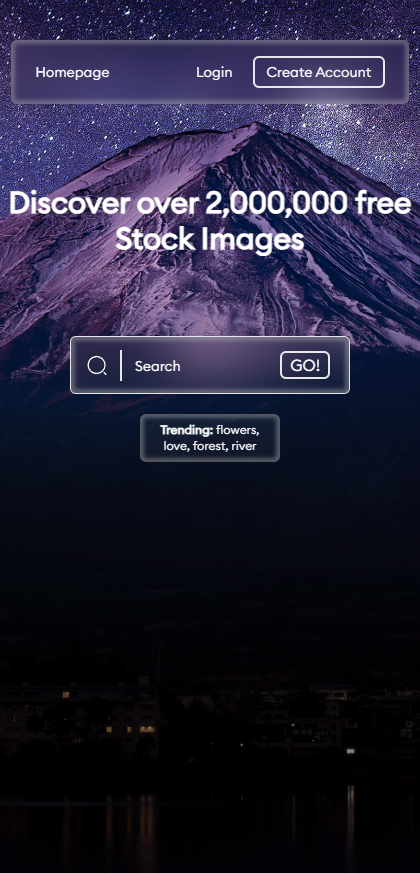 Homepage Login Create Account
Discover over 2,000,000 free
Stock Images
Search GO!
Trending: flowers,
love, forest, river